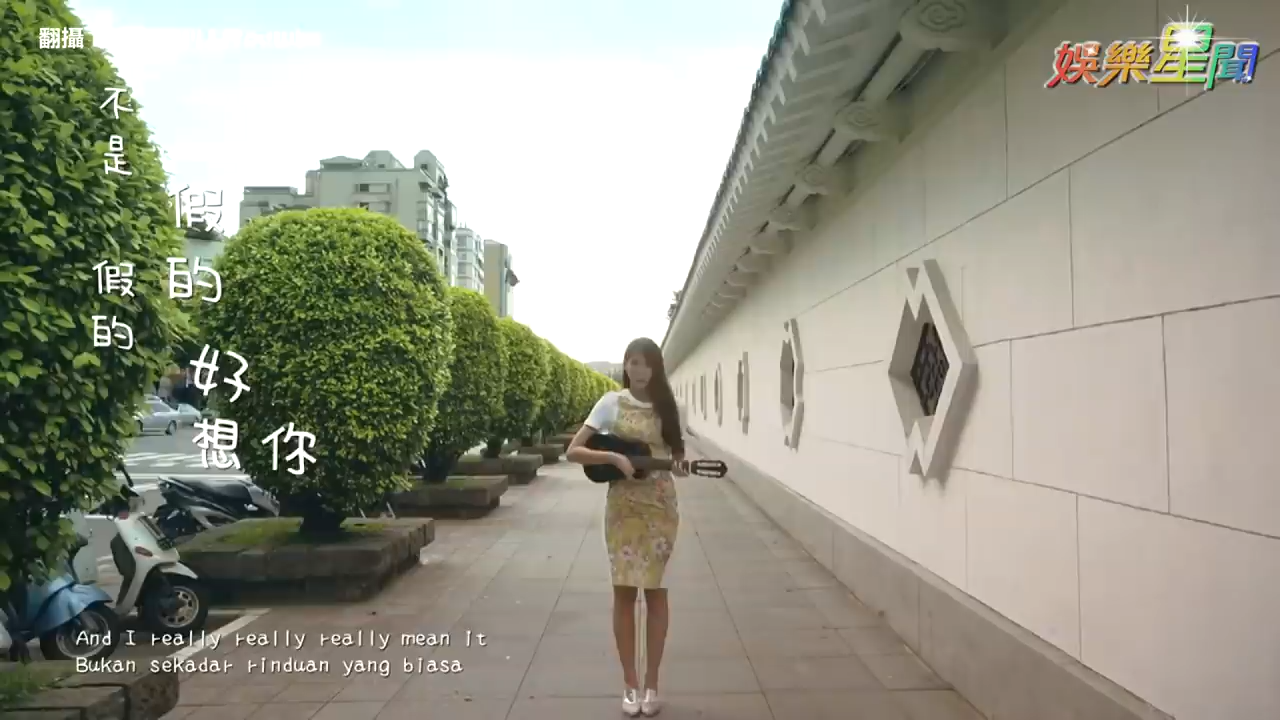 翻攝
娛樂星聞
不是
假的
假的
好想你
And I really really really mean it
Bukan sekadar rinduan yang biasa